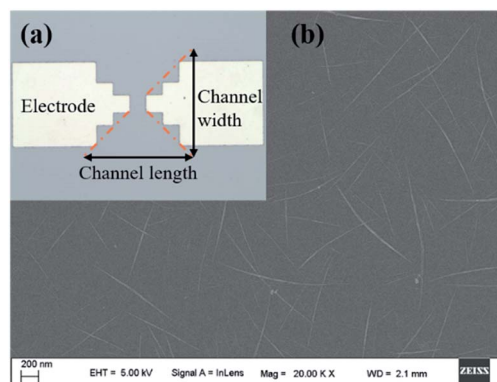 (a)
(b)
Electrode
Channel
width
Channel length
200 nm
EHT = 5.00 kV
Signal A = InLens
Mag = 20.00 K X
WD = 2.1 mm
ZEISS